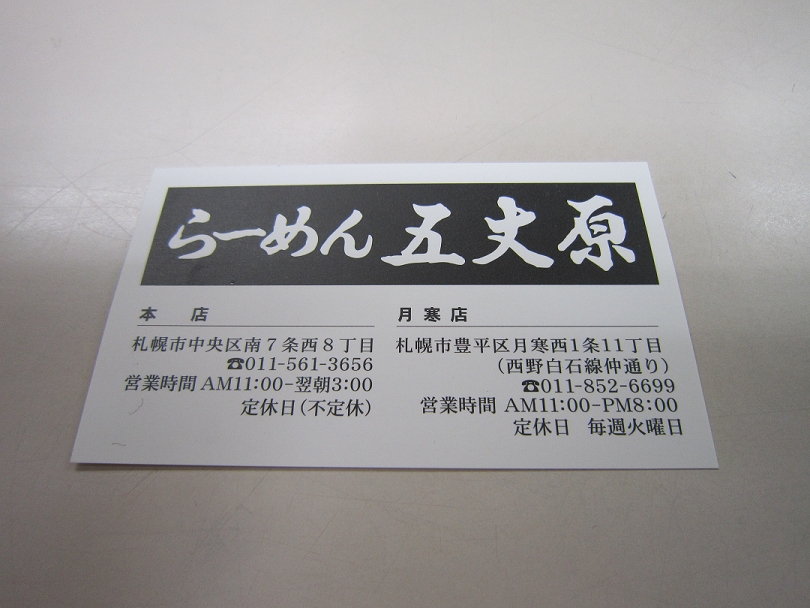 らーめん 五丈原
本 店
札幌市中央区南7条西8丁目
☎011-561-3656
営業時間 AM11:00-翌朝3:00
定休日(不定休)
月寒店
札幌市豊平区月寒西1条11丁目
(西野白石線仲通り)
☎011-852-6699
営業時間 AM11:00-PM8:00
定休日 毎週火曜日